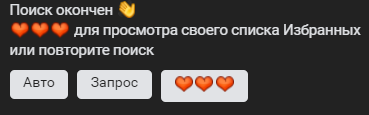 Поиск окончен 👋
❤️❤️❤️ для просмотра своего списка Избранных
или повторите поиск
Авто Запрос ❤️❤️❤️